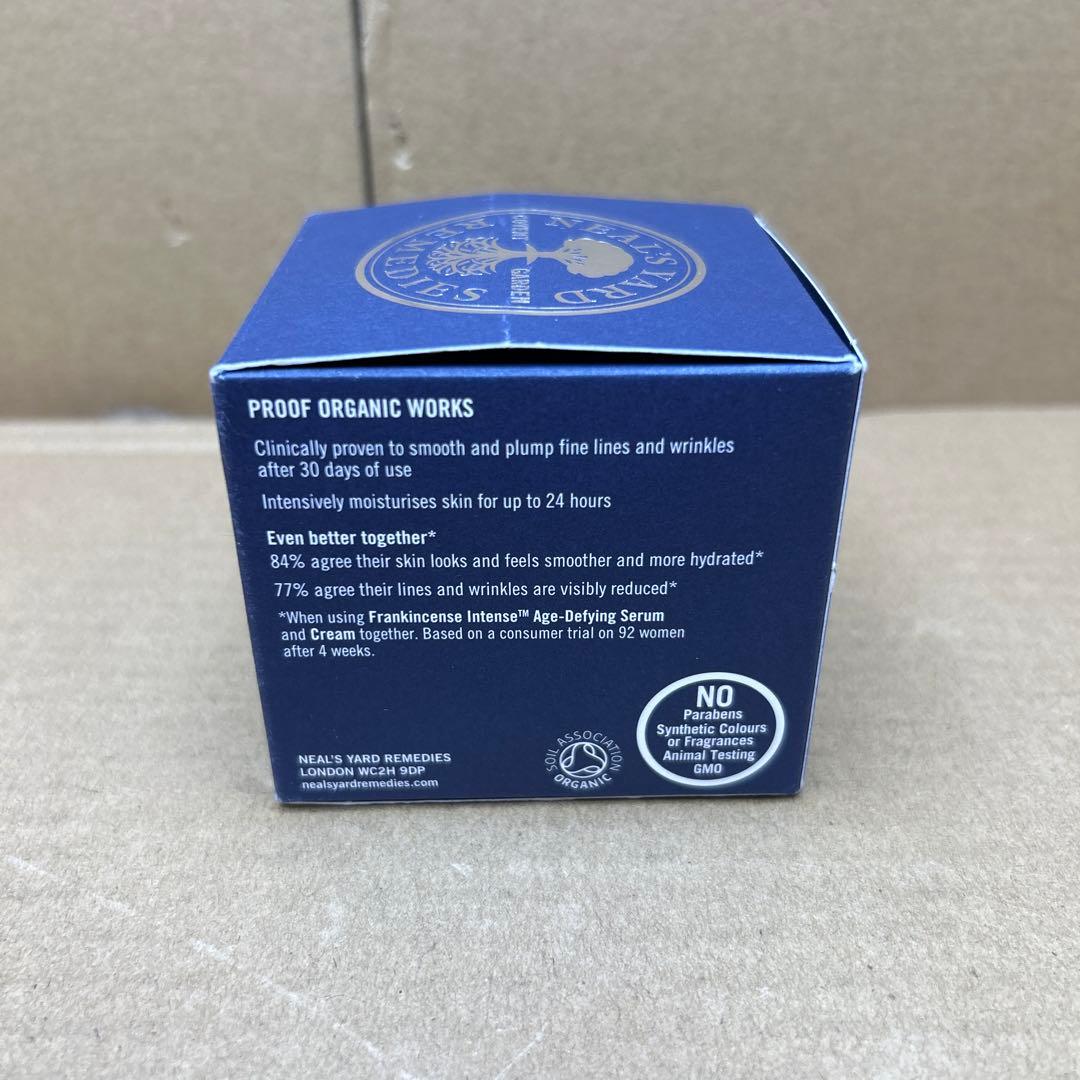 NEAL'S YARD
REMEDIES
COVENT GARDEN
PROOF ORGANIC WORKS
Clinically proven to smooth and plump fine lines and wrinkles
after 30 days of use
Intensively moisturises skin for up to 24 hours
Even better together*
84% agree their skin looks and feels smoother and more hydrated*
77% agree their lines and wrinkles are visibly reduced*
*When using Frankincense Intense™ Age-Defying Serum
and Cream together. Based on a consumer trial on 92 women
after 4 weeks.
NEAL'S YARD REMEDIES
LONDON WC2H 9DP
nealsyardremedies.com
SOIL ASSOCIATION
ORGANIC
NO
Parabens
Synthetic Colours
or Fragrances
Animal Testing
GMO